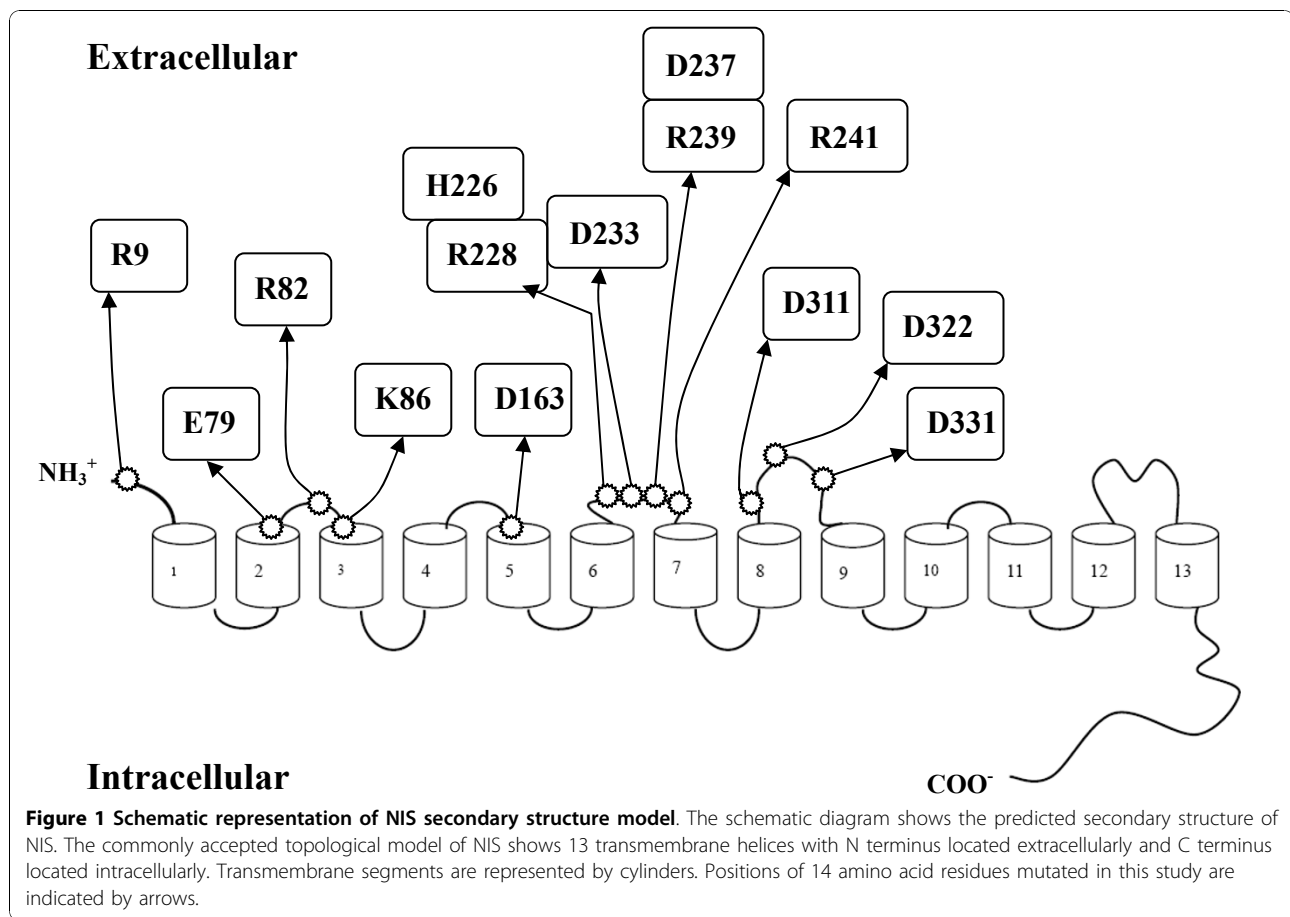 Extracellular
D237
R239
R241
H226
R228
D233
R9
R82
D311
D322
E79
K86
D163
D331
NH₃⁺
1
2
3
4
5
6
7
8
9
10
11
12
13
Intracellular
COO⁻
Figure 1 Schematic representation of NIS secondary structure model. The schematic diagram shows the predicted secondary structure of
NIS. The commonly accepted topological model of NIS shows 13 transmembrane helices with N terminus located extracellularly and C terminus
located intracellularly. Transmembrane segments are represented by cylinders. Positions of 14 amino acid residues mutated in this study are
indicated by arrows.